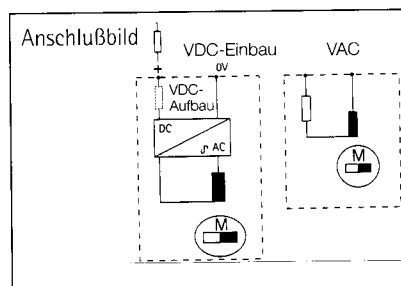 Anschlußbild
VDC-Einbau
VAC
+
0V
VDC-
Aufbau
DC
AC
M
M